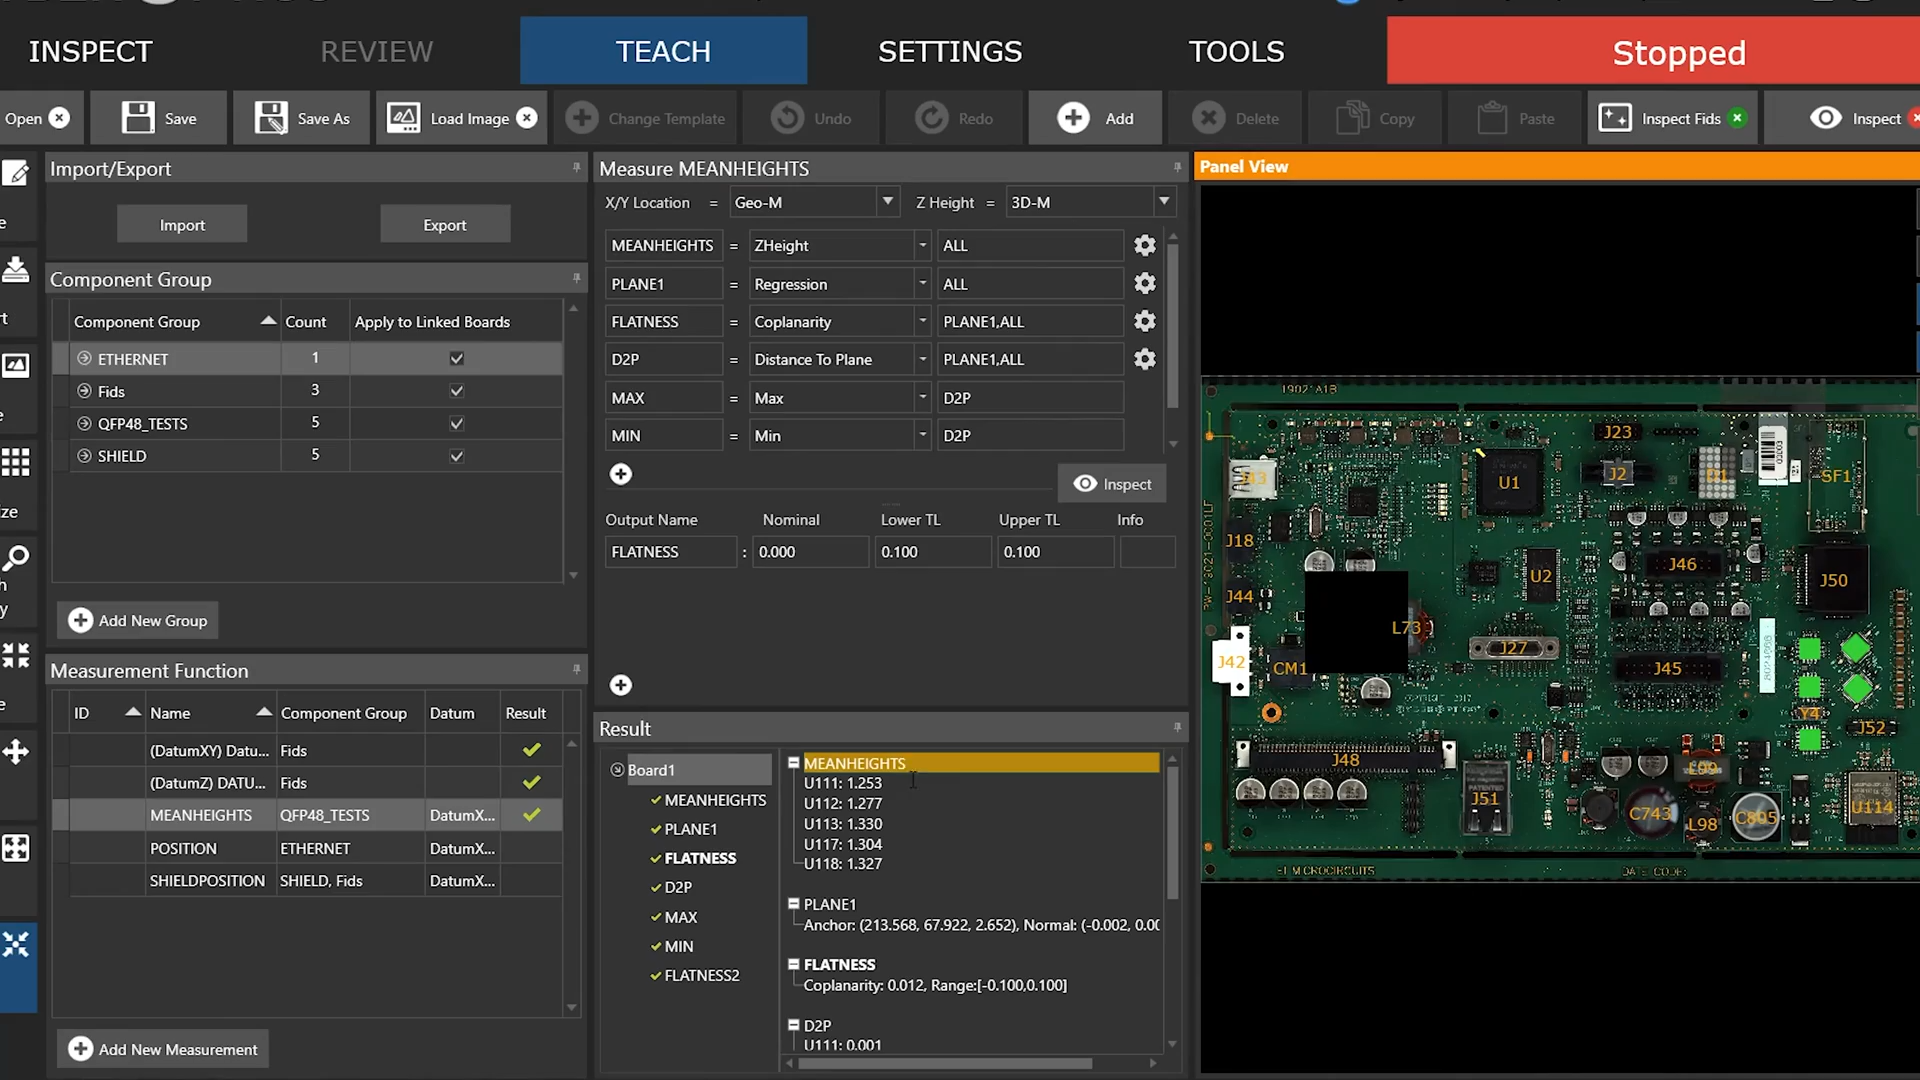 INSPECT
REVIEW
TEACH
SETTINGS
TOOLS
Stopped
Open
Save
Save As
Load Image
Change Template
Undo
Redo
Add
Delete
Copy
Paste
Inspect Fids
Inspect
Import/Export
Import
Export
Component Group
Component Group Count Apply to Linked Boards
ETHERNET 1
Fids 3
QFP48_TESTS 5
SHIELD 5
Add New Group
Measurement Function
ID Name Component Group Datum Result
(DatumXY) Datu... Fids
(DatumZ) DATU... Fids
MEANHEIGHTS QFP48_TESTS DatumX...
POSITION ETHERNET DatumX...
SHIELDPOSITION SHIELD, Fids DatumX...
Add New Measurement
Measure MEANHEIGHTS
X/Y Location = Geo-M Z Height = 3D-M
MEANHEIGHTS = ZHeight ALL
PLANE1 = Regression ALL
FLATNESS = Coplanarity PLANE1,ALL
D2P = Distance To Plane PLANE1,ALL
MAX = Max D2P
MIN = Min D2P
Inspect
Output Name Nominal Lower TL Upper TL Info
FLATNESS : 0.000 0.100 0.100
Result
Board1
MEANHEIGHTS
PLANE1
FLATNESS
D2P
MAX
MIN
FLATNESS2
MEANHEIGHTS
U111: 1.253
U112: 1.277
U113: 1.330
U117: 1.304
U118: 1.327
PLANE1
Anchor: (213.568, 67.922, 2.652), Normal: (-0.002, 0.00
FLATNESS
Coplanarity: 0.012, Range:[-0.100,0.100]
D2P
U111: 0.001
Panel View
19021A1B
J23
J43
U1
J2
SF1
J18
J46
U2
J50
J44
L73
J27
J42
CM1
J45
Y4
J52
J48
L99
J51
C743
L98
C895
U114
DATE CODE: